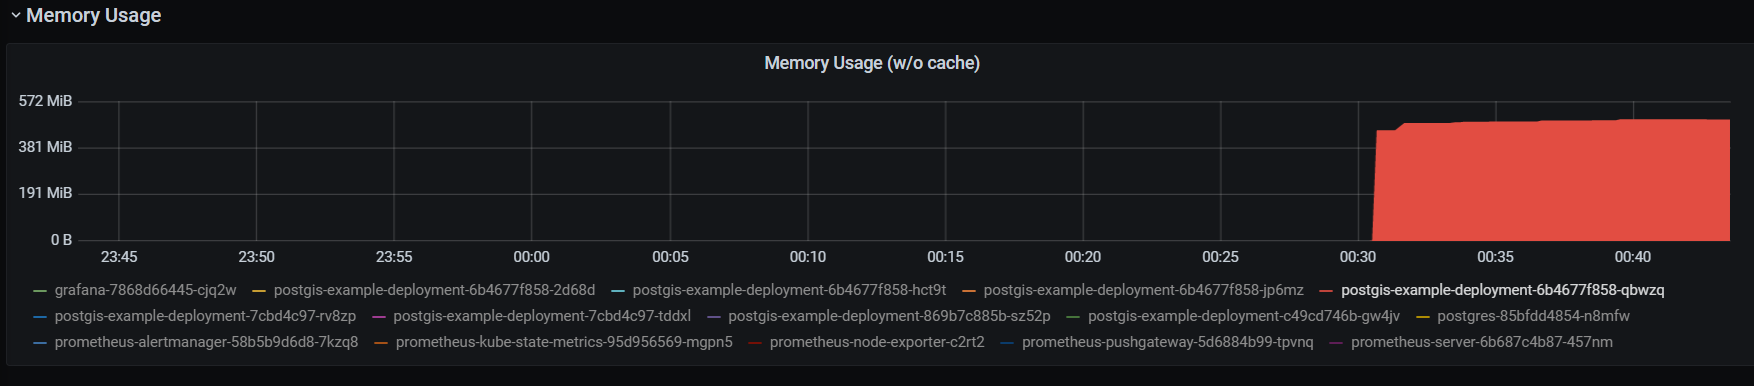 Memory Usage
Memory Usage (w/o cache)
572 MiB
381 MiB
191 MiB
0 B
23:45 23:50 23:55 00:00 00:05 00:10 00:15 00:20 00:25 00:30 00:35 00:40
grafana-7868d66445-cjq2w postgis-example-deployment-6b4677f858-2d68d postgis-example-deployment-6b4677f858-hct9t postgis-example-deployment-6b4677f858-jp6mz postgis-example-deployment-6b4677f858-qbwzq
postgis-example-deployment-7cbd4c97-rv8zp postgis-example-deployment-7cbd4c97-tddxl postgis-example-deployment-869b7c885b-sz52p postgis-example-deployment-c49cd746b-gw4jv postgres-85bfdd4854-n8mfw
prometheus-alertmanager-58b5b9d6d8-7kzq8 prometheus-kube-state-metrics-95d956569-mgpn5 prometheus-node-exporter-c2rt2 prometheus-pushgateway-5d6884b99-tpvnq prometheus-server-6b687c4b87-457nm